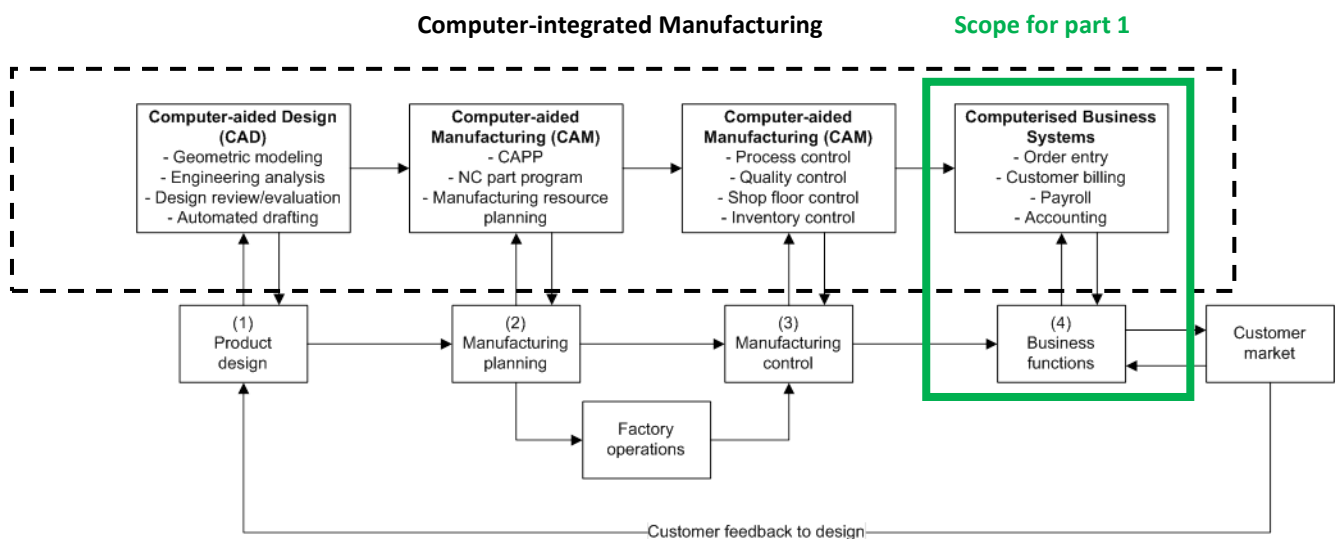 Computer-integrated Manufacturing
Scope for part 1
Computer-aided Design
(CAD)
- Geometric modeling
- Engineering analysis
- Design review/evaluation
- Automated drafting
Computer-aided
Manufacturing (CAM)
- CAPP
- NC part program
- Manufacturing resource
planning
Computer-aided
Manufacturing (CAM)
- Process control
- Quality control
- Shop floor control
- Inventory control
Computerised Business
Systems
- Order entry
- Customer billing
- Payroll
- Accounting
(1)
Product
design
(2)
Manufacturing
planning
(3)
Manufacturing
control
(4)
Business
functions
Customer
market
Factory
operations
Customer feedback to design